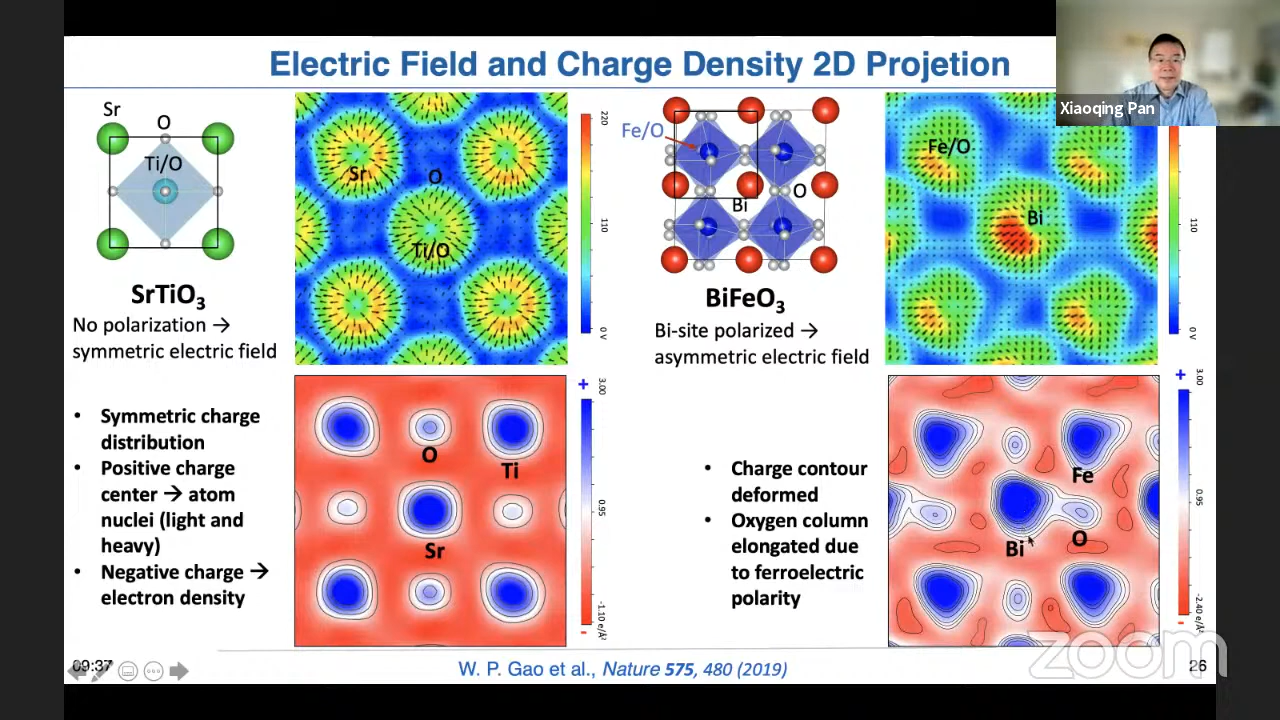 Electric Field and Charge Density 2D Projetion
Xiaoqing Pan
Sr
O
Ti/O
SrTiO3
No polarization →
symmetric electric field
Sr
O
Ti/O
220
110
0 V
Fe/O
O
Bi
BiFeO3
Bi-site polarized →
asymmetric electric field
Fe/O
Bi
110
0 V
• Symmetric charge
distribution
• Positive charge
center → atom
nuclei (light and
heavy)
• Negative charge →
electron density
O
Ti
Sr
+
3.00
0.95
-1.10 e/Å²
-
• Charge contour
deformed
• Oxygen column
elongated due
to ferroelectric
polarity
Fe
Bi
O
+
3.00
0.95
-2.40 e/Å²
-
09:37
W. P. Gao et al., Nature 575, 480 (2019)
zoom
26